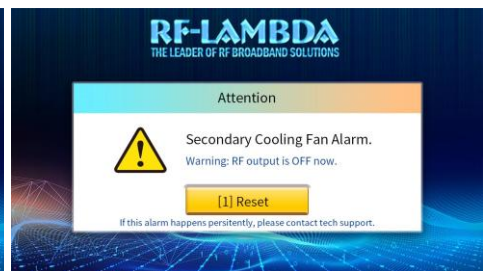 RF-LAMBDA
THE LEADER OF RF BROADBAND SOLUTIONS
Attention
Secondary Cooling Fan Alarm.
Warning: RF output is OFF now.
[1] Reset
If this alarm happens persitently, please contact tech support.